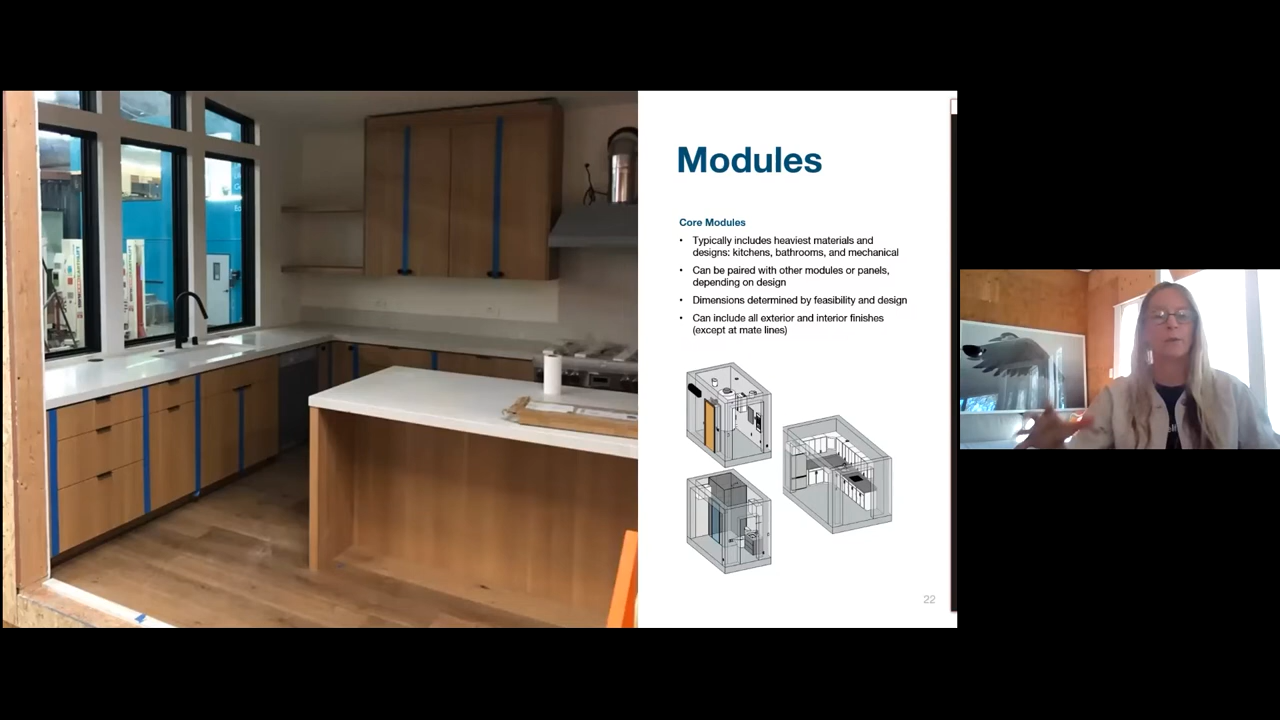 Modules
Core Modules
• Typically includes heaviest materials and
designs: kitchens, bathrooms, and mechanical
• Can be paired with other modules or panels,
depending on design
• Dimensions determined by feasibility and design
• Can include all exterior and interior finishes
(except at mate lines)
22